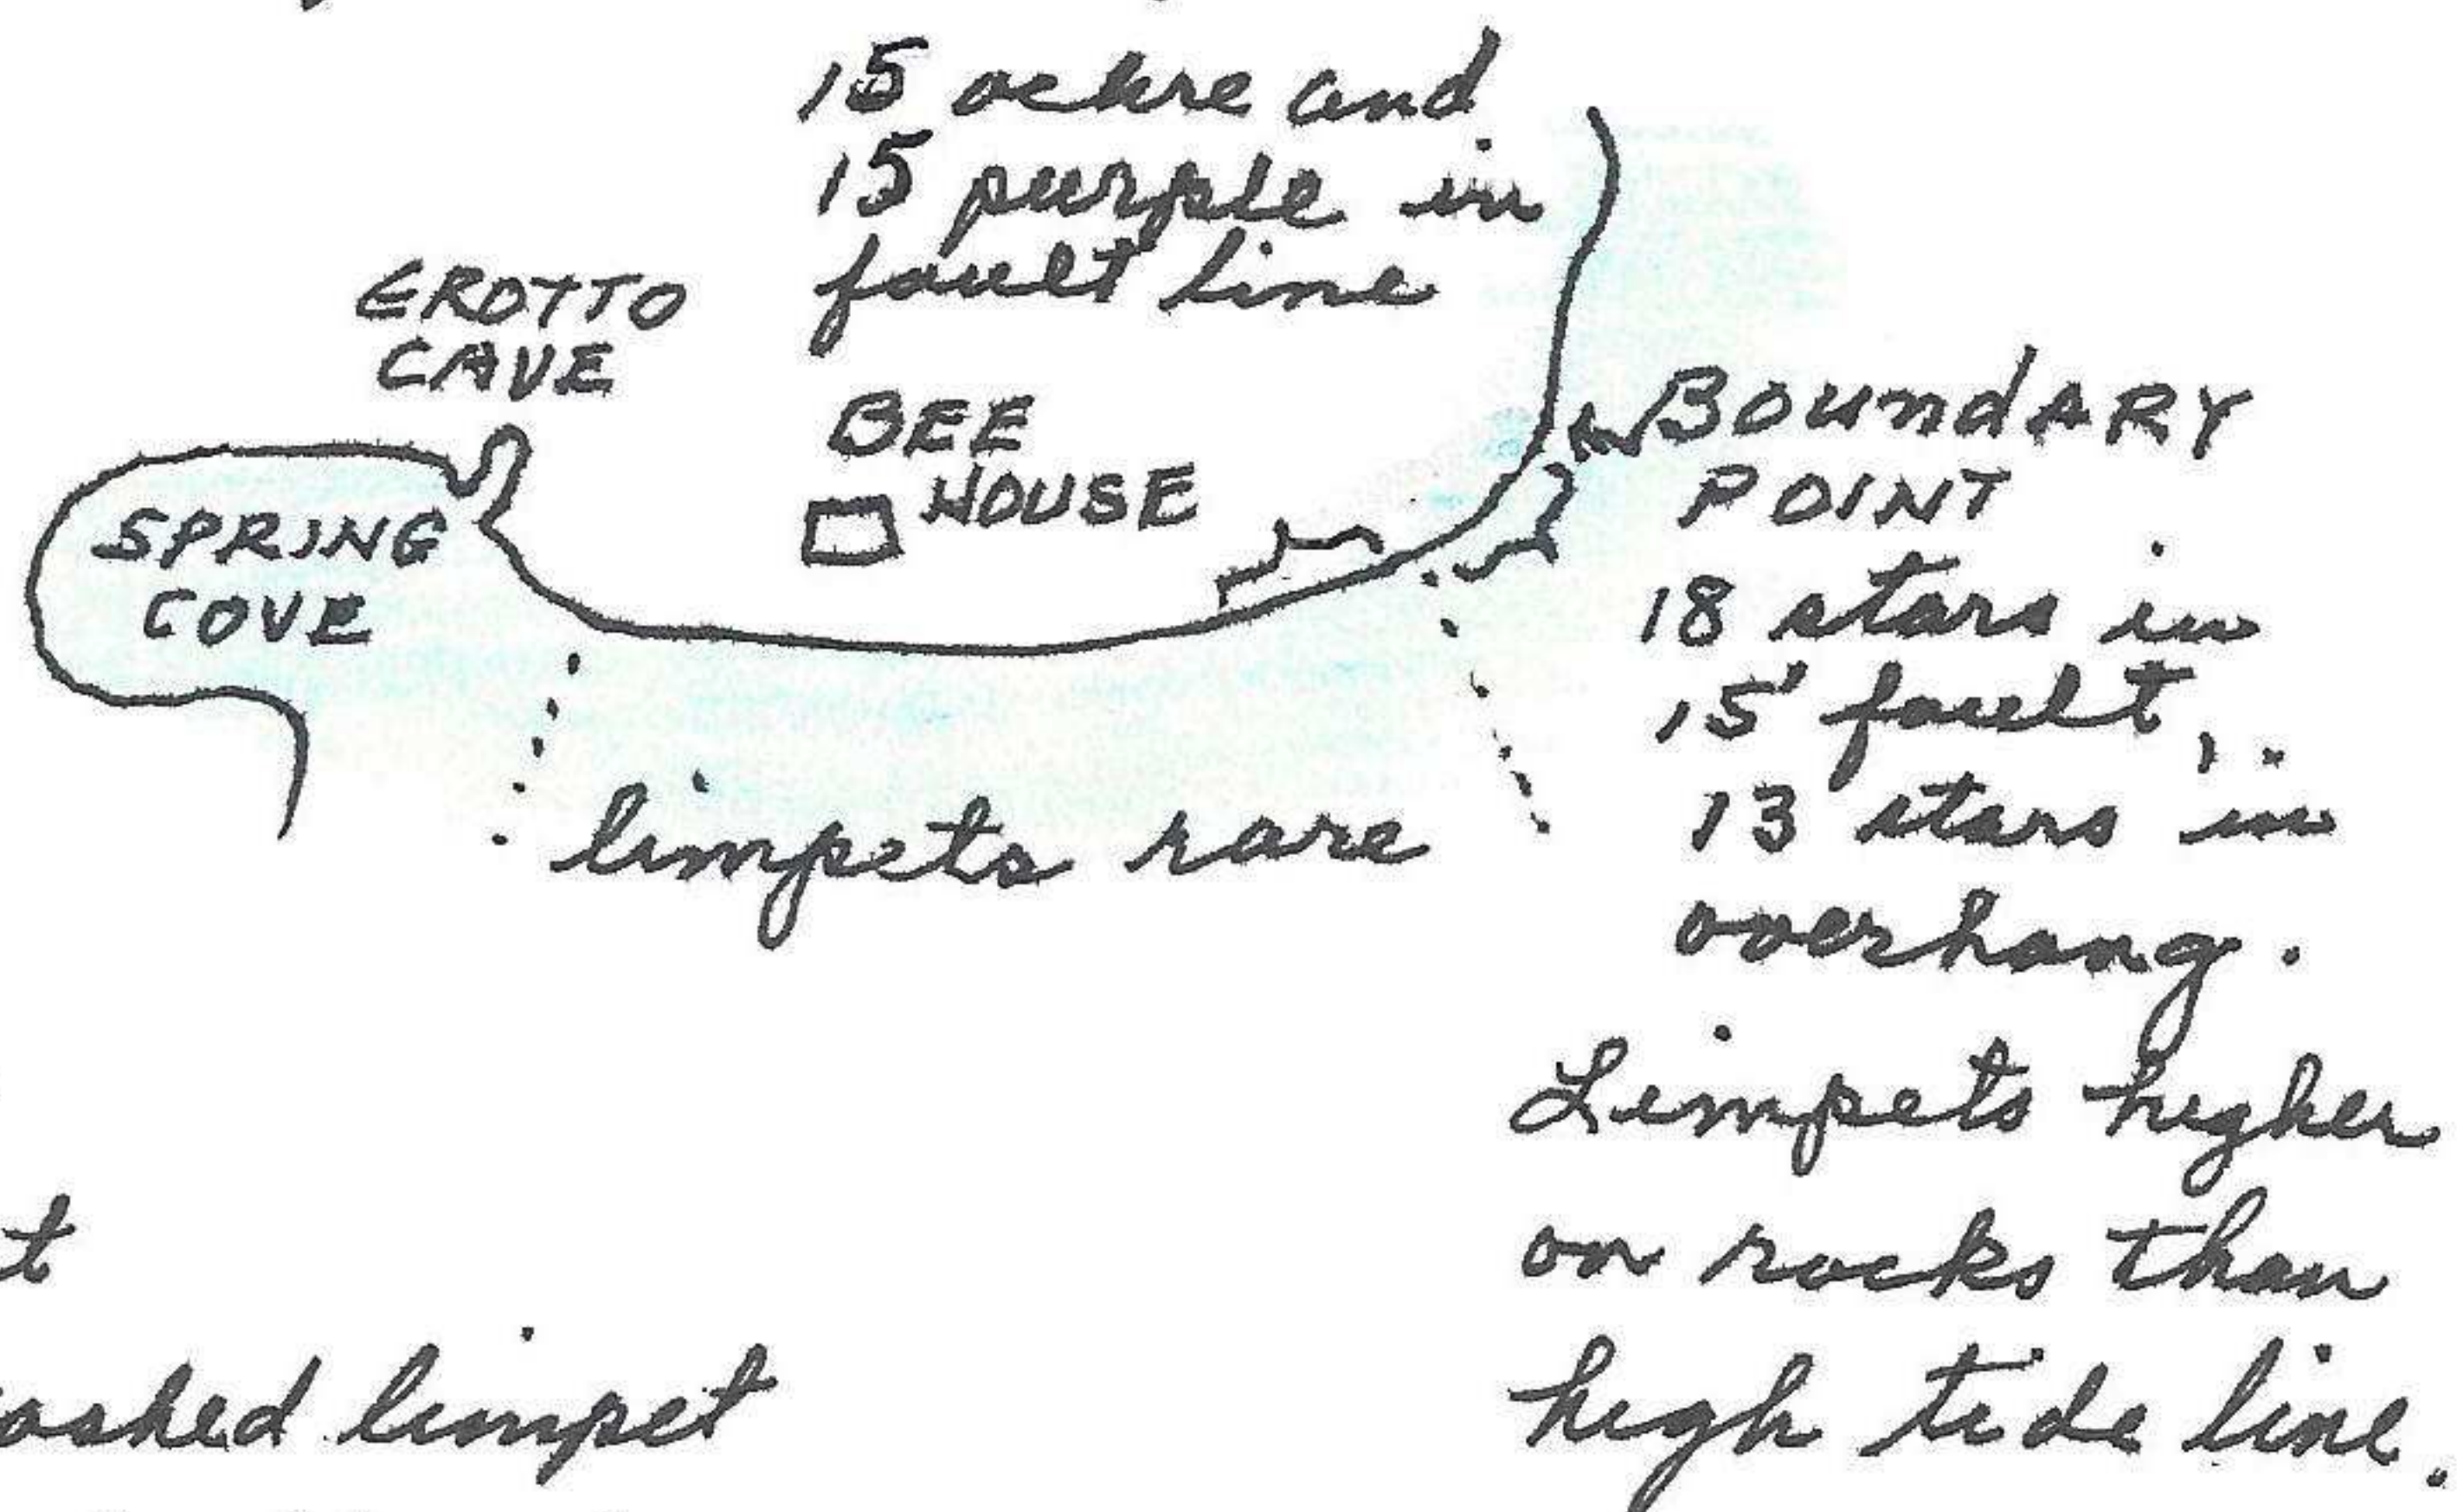 15 ochre and
15 purple in
fault line
GROTTO
CAVE
BEE
HOUSE
SPRING
COVE
BOUNDARY
POINT
18 stars in
15' fault,
13 stars in
overhang.
limpets rare
Limpets higher
on rocks than
high tide line.
limpet